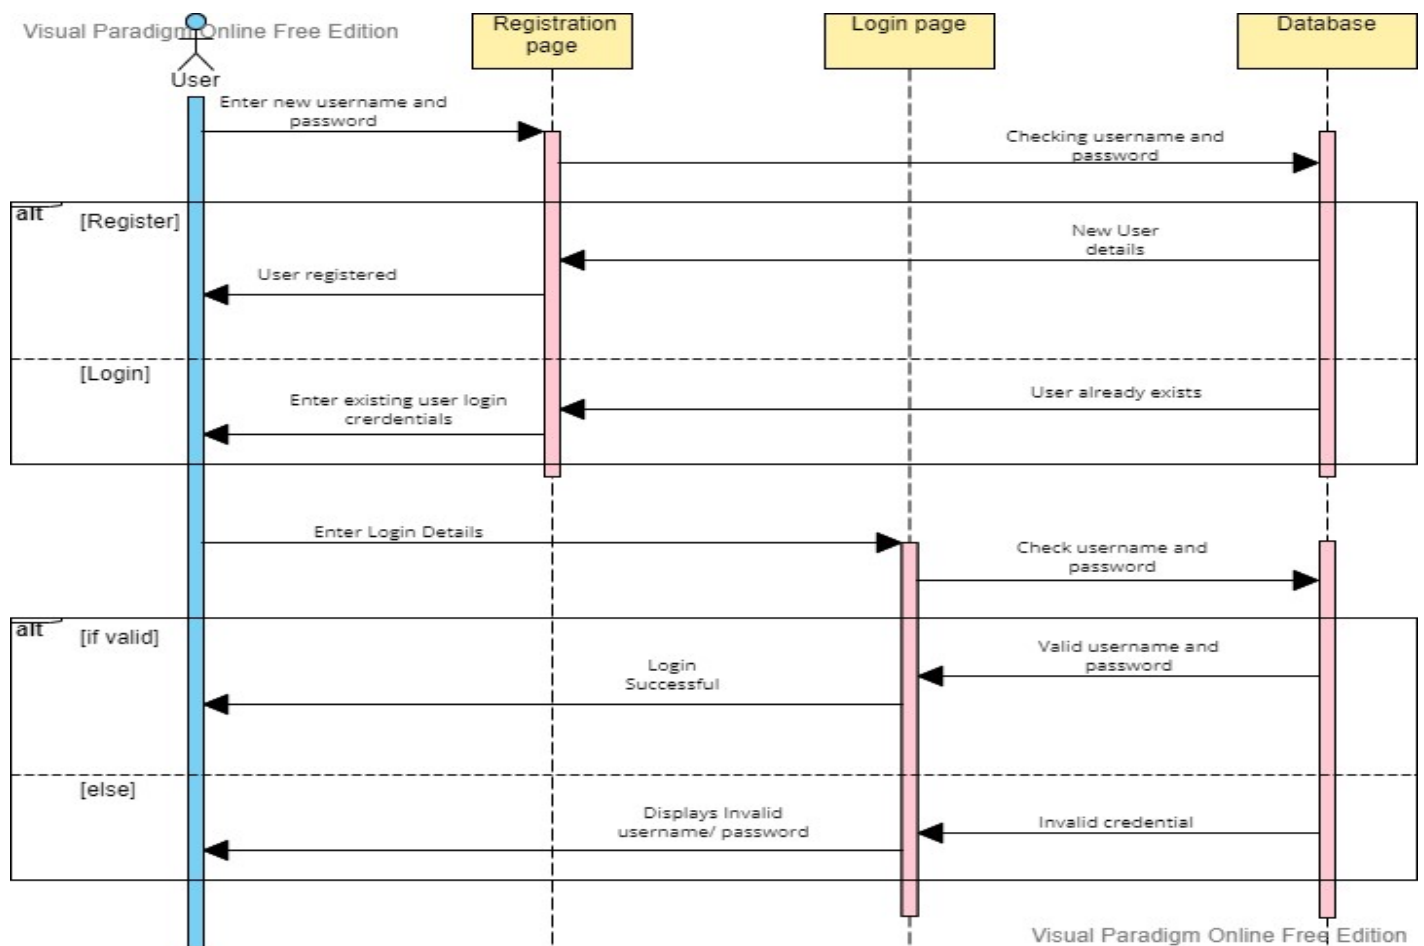 Visual Paradigm Online Free Edition
User
Registration
page
Login page
Database
Enter new username and
password
Checking username and
password
alt
[Register]
New User
details
User registered
[Login]
User already exists
Enter existing user login
crerdentials
Enter Login Details
Check username and
password
alt
[if valid]
Valid username and
password
Login
Successful
[else]
Displays Invalid
username/ password
Invalid credential
Visual Paradigm Online Free Edition